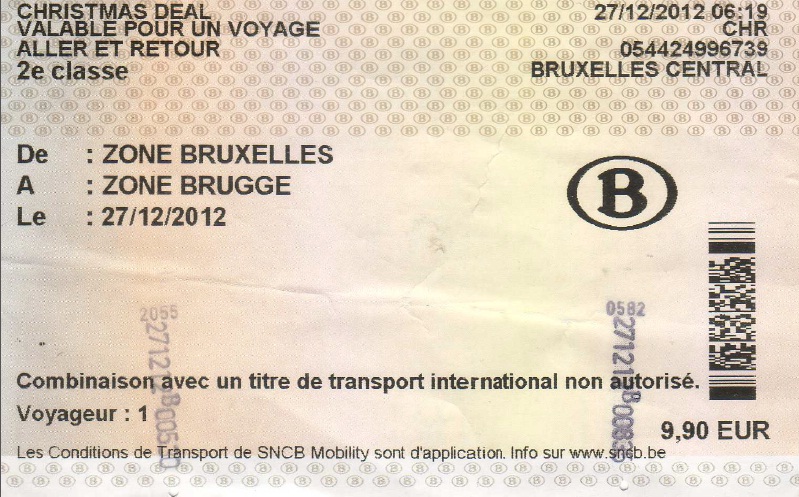 CHRISTMAS DEAL
27/12/2012 06:19
VALABLE POUR UN VOYAGE
CHR
ALLER ET RETOUR
054424996739
2e classe
BRUXELLES CENTRAL
De : ZONE BRUXELLES
A : ZONE BRUGGE
Le : 27/12/2012
B
2055
0582
Combinaison avec un titre de transport international non autorisé.
Voyageur : 1
9,90 EUR
Les Conditions de Transport de SNCB Mobility sont d'application. Info sur www.sncb.be